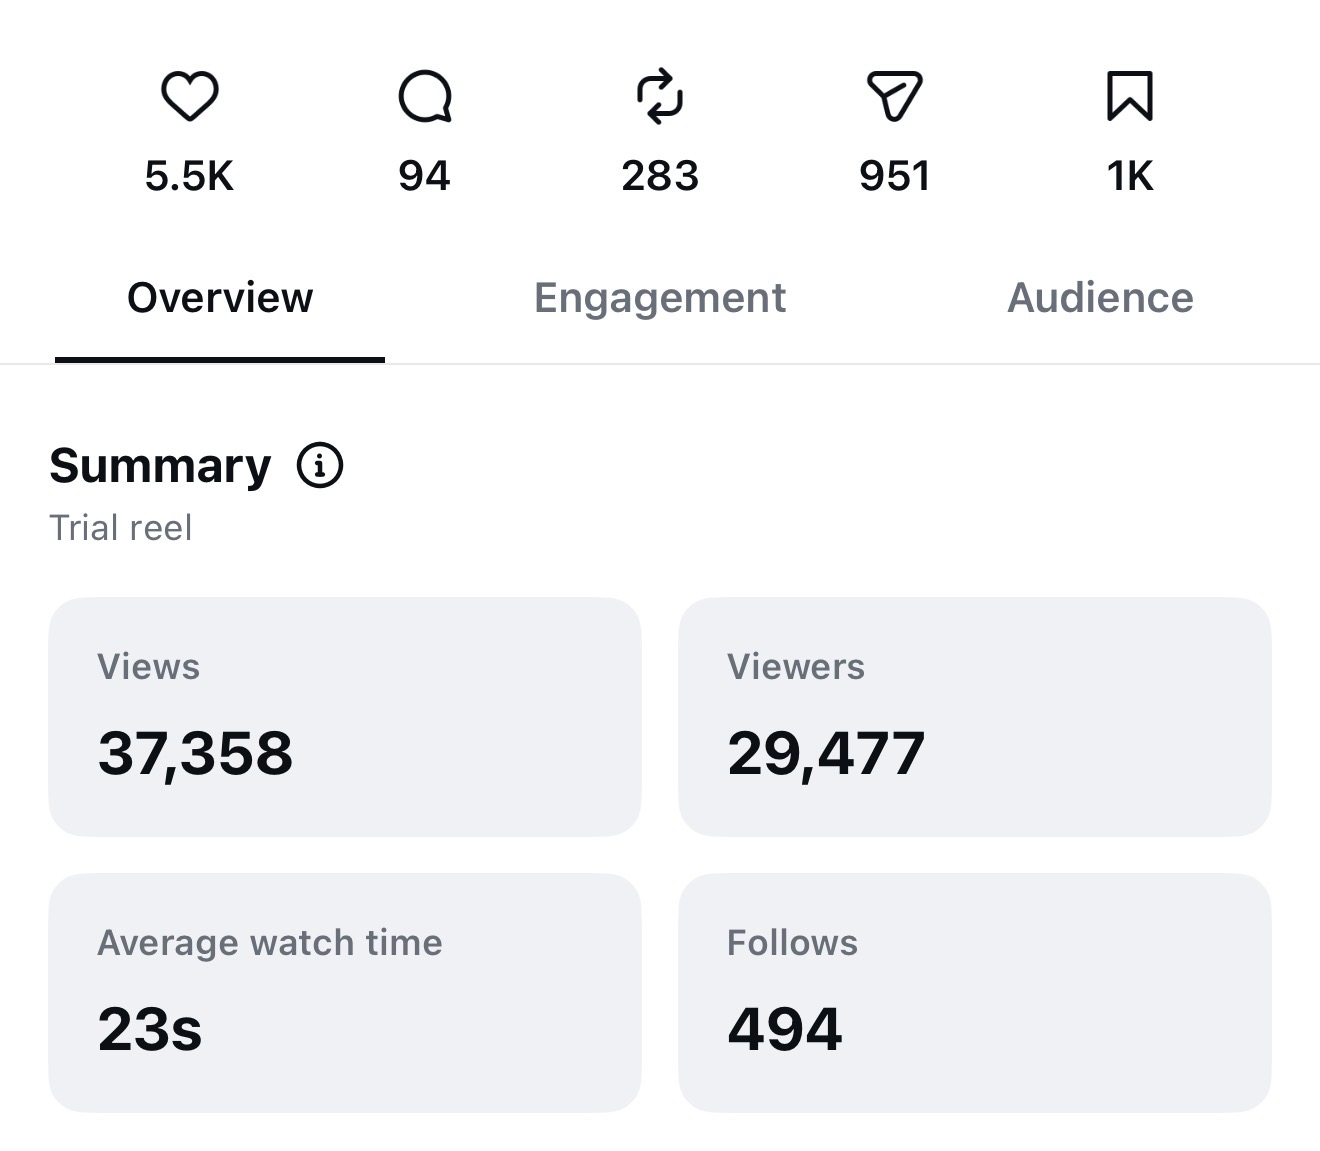 5.5K 94 283 951 1K
Overview Engagement Audience
Summary
Trial reel
Views Viewers
37,358 29,477
Average watch time Follows
23s 494